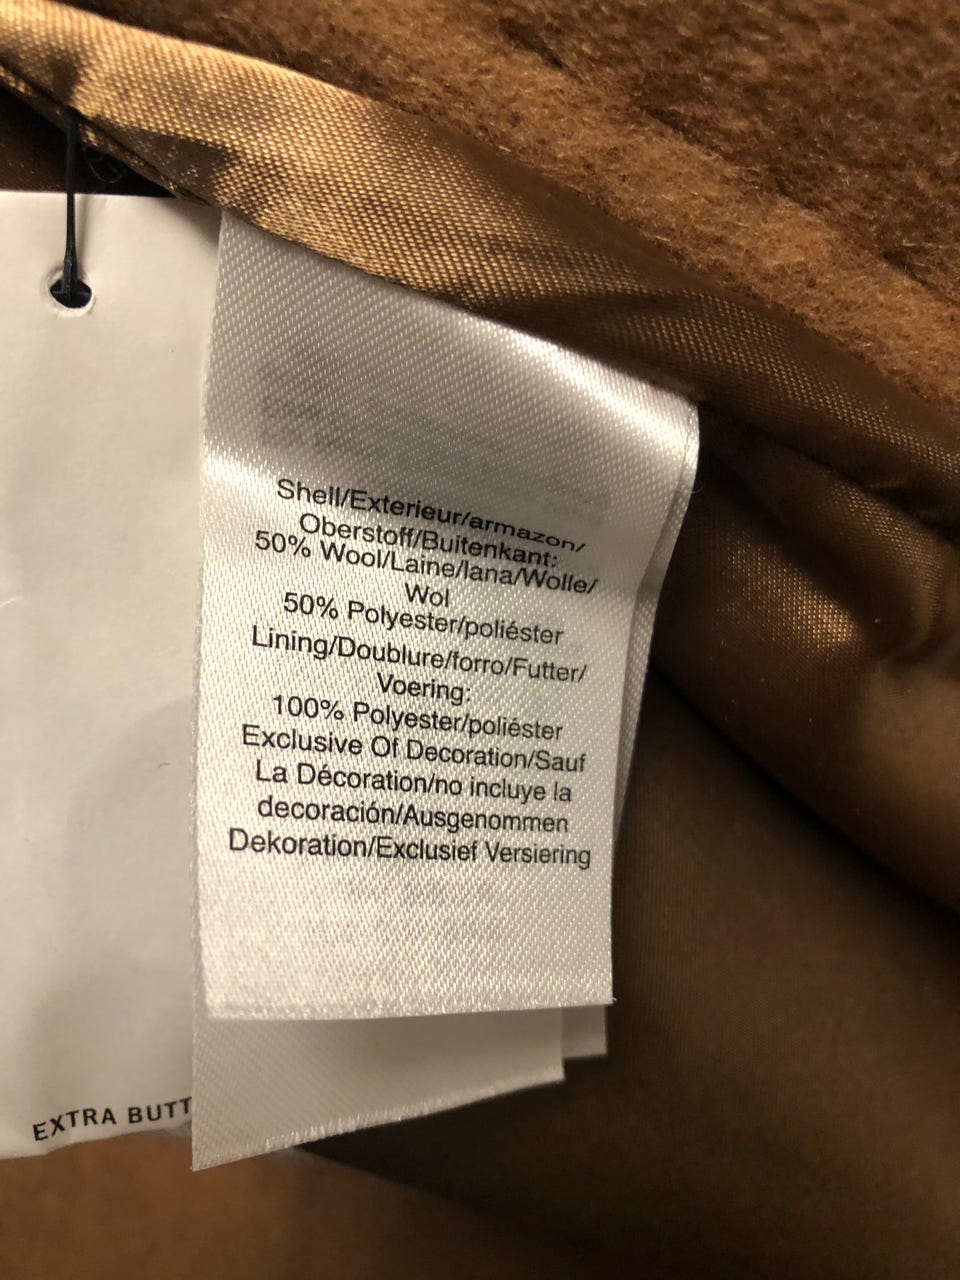 Shell/Exterieur/armazon/
Oberstoff/Buitenkant:
50% Wool/Laine/lana/Wolle/
Wol
50% Polyester/poliéster
Lining/Doublure/forro/Futter/
Voering:
100% Polyester/poliéster
Exclusive Of Decoration/Sauf
La Décoration/no incluye la
decoración/Ausgenommen
Dekoration/Exclusief Versiering
EXTRA BUTT